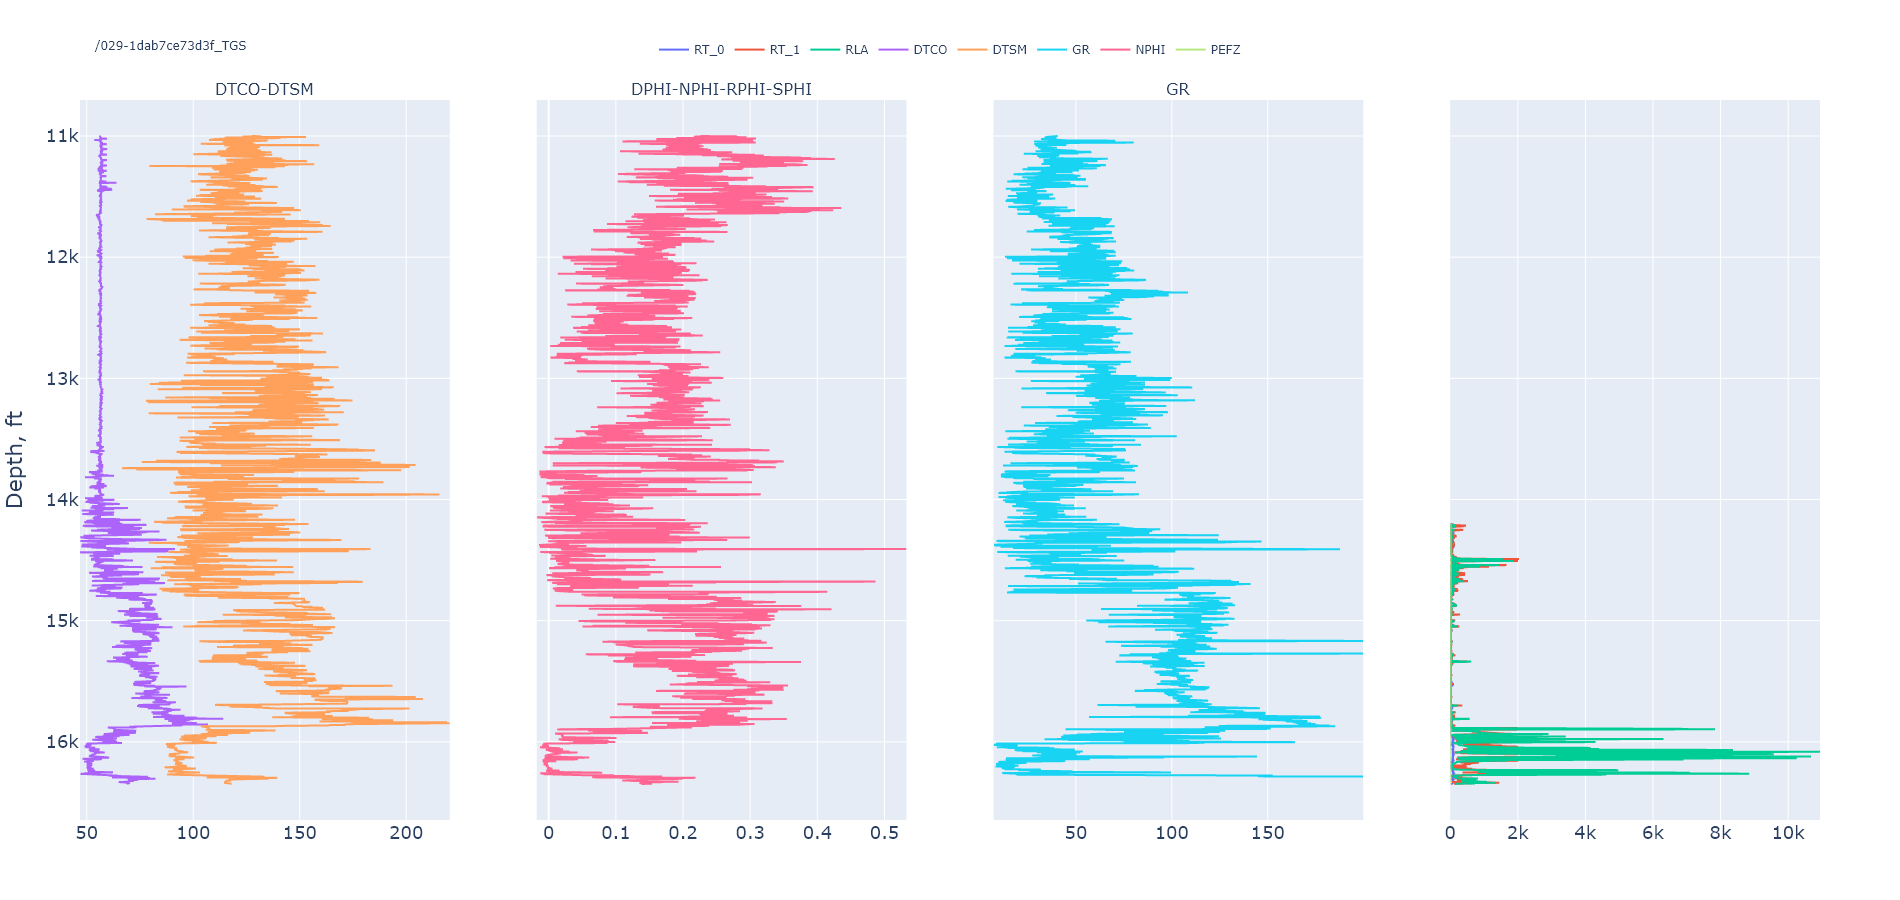 /029-1dab7ce73d3f_TGS
RT_0 RT_1 RLA DTCO DTSM GR NPHI PEFZ
DTCO-DTSM DPHI-NPHI-RPHI-SPHI GR
Depth, ft
11k
12k
13k
14k
15k
16k
50 100 150 200 0 0.1 0.2 0.3 0.4 0.5 50 100 150 0 2k 4k 6k 8k 10k